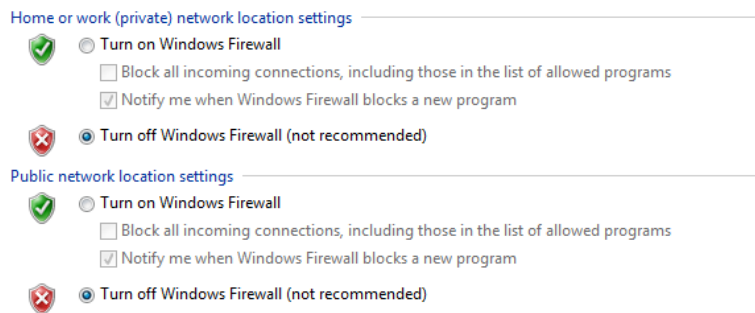 Home or work (private) network location settings
Turn on Windows Firewall
Block all incoming connections, including those in the list of allowed programs
Notify me when Windows Firewall blocks a new program
Turn off Windows Firewall (not recommended)
Public network location settings
Turn on Windows Firewall
Block all incoming connections, including those in the list of allowed programs
Notify me when Windows Firewall blocks a new program
Turn off Windows Firewall (not recommended)